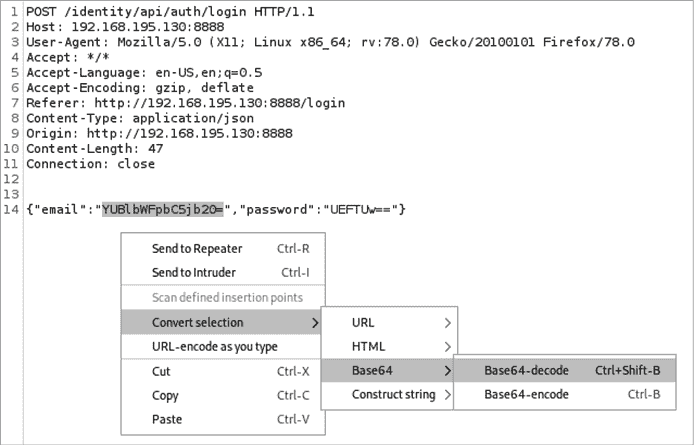 1 POST /identity/api/auth/login HTTP/1.1
2 Host: 192.168.195.130:8888
3 User-Agent: Mozilla/5.0 (X11; Linux x86_64; rv:78.0) Gecko/20100101 Firefox/78.0
4 Accept: */*
5 Accept-Language: en-US,en;q=0.5
6 Accept-Encoding: gzip, deflate
7 Referer: http://192.168.195.130:8888/login
8 Content-Type: application/json
9 Origin: http://192.168.195.130:8888
10 Content-Length: 47
11 Connection: close
12
13
14 {"email":"YUBlbWFpbC5jb20=","password":"UEFTUw=="}
Send to Repeater Ctrl-R
Send to Intruder Ctrl-I
Scan defined insertion points
Convert selection >
URL-encode as you type
Cut Ctrl-X
Copy Ctrl-C
Paste Ctrl-V
URL >
HTML >
Base64 >
Construct string >
Base64-decode Ctrl+Shift-B
Base64-encode Ctrl-B